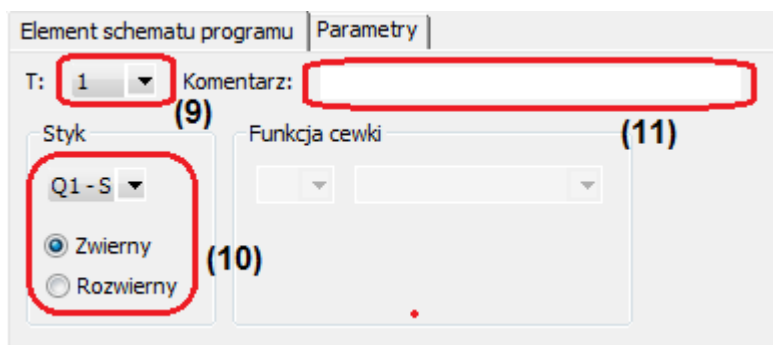 Element schematu programu Parametry
T: 1 Komentarz:
(9)
Styk Funkcja cewki (11)
Q1 - S
Zwierny
(10)
Rozwierny